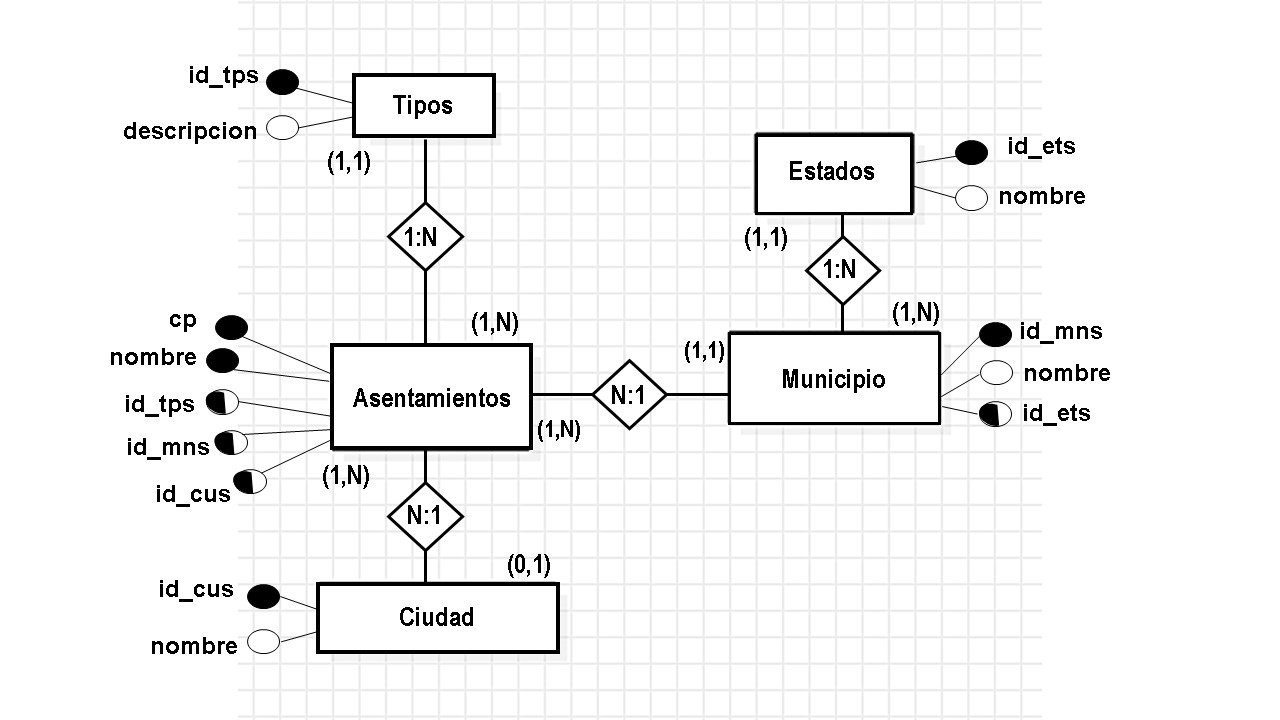 id_tps
Tipos
descripcion
(1,1)
1:N
Estados
id_ets
nombre
(1,1)
1:N
(1,N)
cp
nombre
id_tps
id_mns
id_cus
(1,N)
Asentamientos
(1,N)
(1,N)
N:1
(1,1)
Municipio
id_mns
nombre
id_ets
N:1
(0,1)
id_cus
Ciudad
nombre